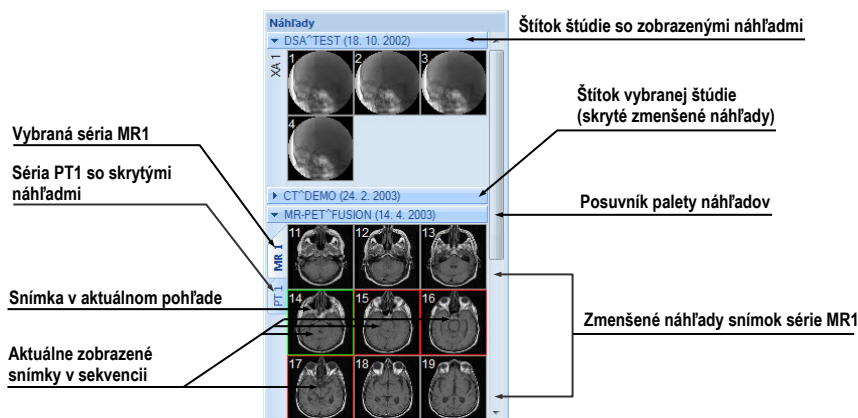 Náhľady
DSA^TEST (18. 10. 2002)
XA 1
1
2
3
4
CT^DEMO (24. 2. 2003)
MR-PET^FUSION (14. 4. 2003)
MR 1
PT 1
11
12
13
14
15
16
17
18
19
Vybraná séria MR1
Séria PT1 so skrytými
náhľadmi
Snímka v aktuálnom pohľade
Aktuálne zobrazené
snímky v sekvencii
Štítok štúdie so zobrazenými náhľadmi
Štítok vybranej štúdie
(skryté zmenšené náhľady)
Posuvník palety náhľadov
Zmenšené náhľady snímok série MR1